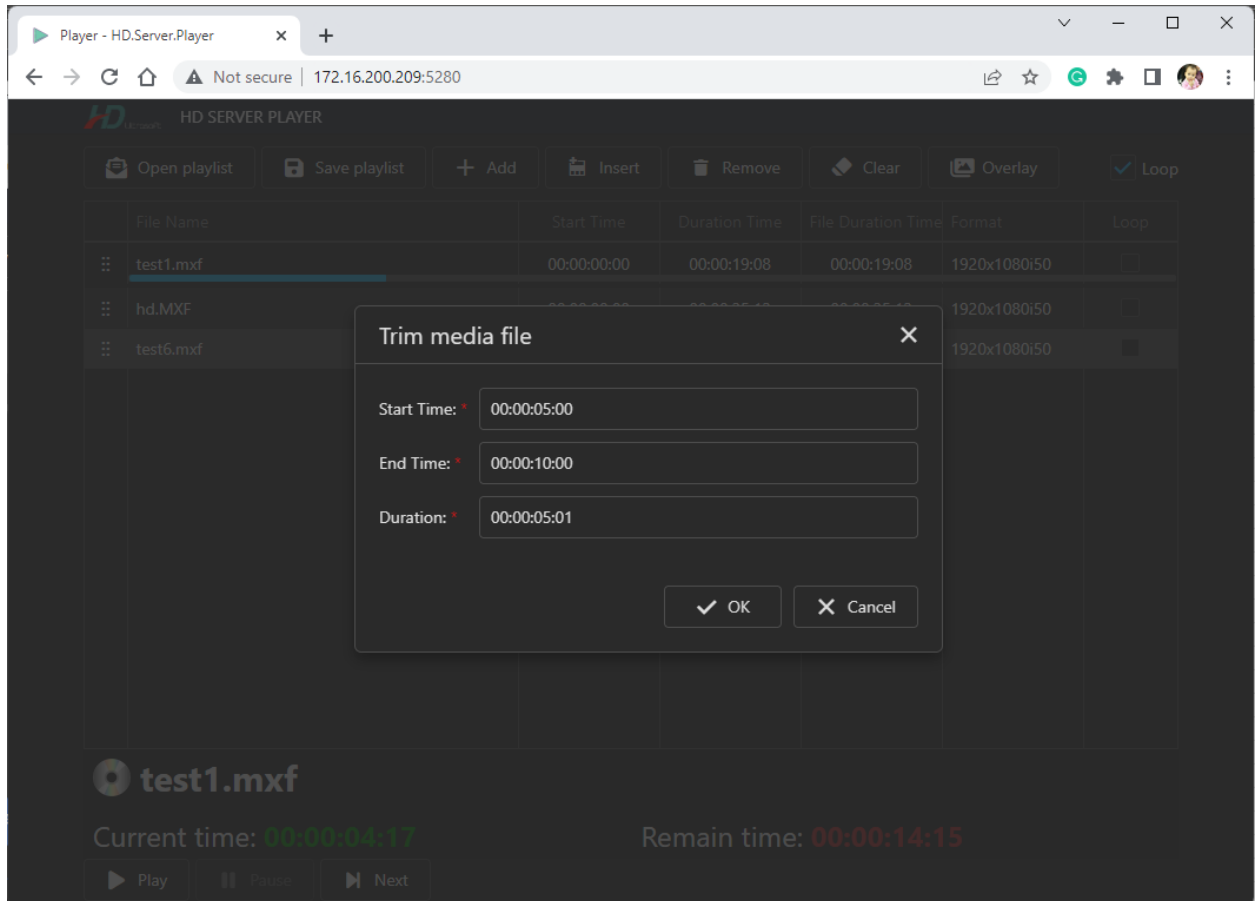 Player - HD.Server.Player
Not secure | 172.16.200.209:5280
HD SERVER PLAYER
Open playlist Save playlist Add Insert Remove Clear Overlay Loop
File Name Start Time Duration Time File Duration Time Format Loop
test1.mxf 00:00:00:00 00:00:19:08 00:00:19:08 1920x1080i50
hd.MXF 1920x1080i50
test6.mxf 1920x1080i50
Trim media file
Start Time: * 00:00:05:00
End Time: * 00:00:10:00
Duration: * 00:00:05:01
OK Cancel
test1.mxf
Current time: 00:00:04:17 Remain time: 00:00:14:15
Play Pause Next